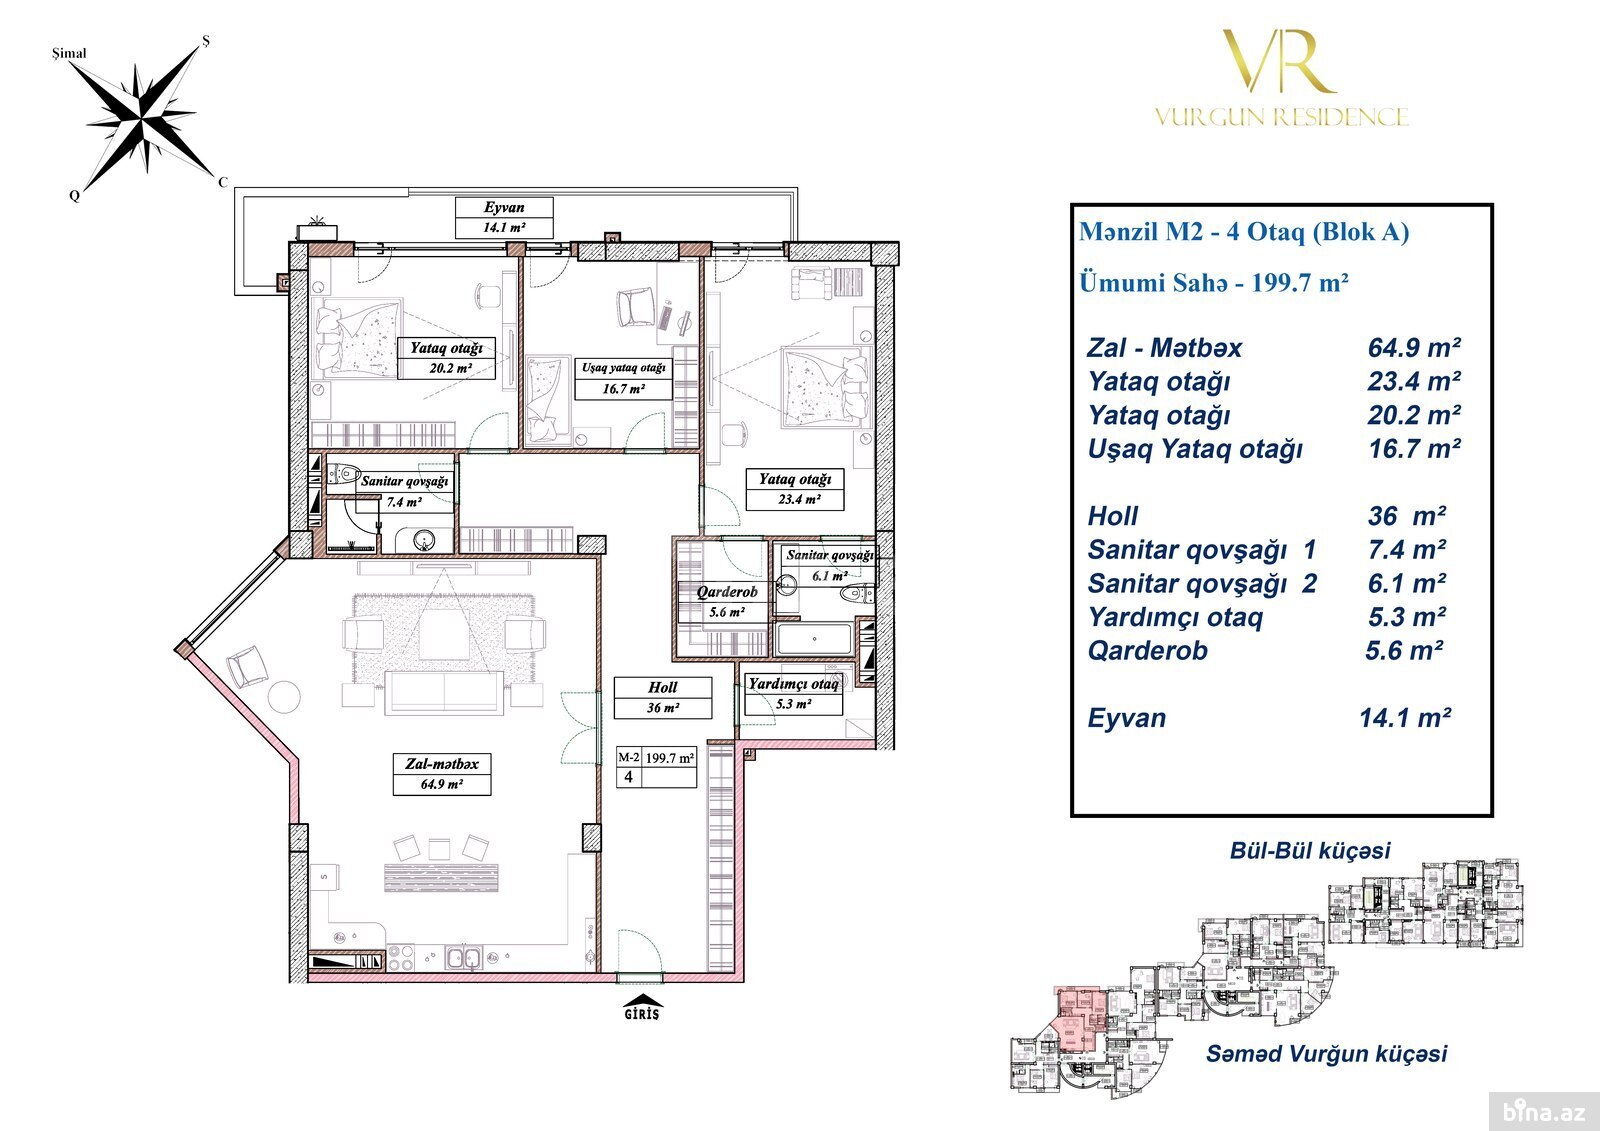 Şimal
Ş
Q
C
VR
VURGUN RESIDENCE
Mənzil M2 - 4 Otaq (Blok A)
Ümumi Sahə - 199.7 m²
Zal - Mətbəx 64.9 m²
Yataq otağı 23.4 m²
Yataq otağı 20.2 m²
Uşaq Yataq otağı 16.7 m²
Holl 36 m²
Sanitar qovşağı 1 7.4 m²
Sanitar qovşağı 2 6.1 m²
Yardımçı otaq 5.3 m²
Qarderob 5.6 m²
Eyvan 14.1 m²
Eyvan
14.1 m²
Yataq otağı
20.2 m²
Uşaq yataq otağı
16.7 m²
Yataq otağı
23.4 m²
Sanitar qovşağı
7.4 m²
Sanitar qovşağı
6.1 m²
Qarderob
5.6 m²
Holl
36 m²
Yardımçı otaq
5.3 m²
M-2 199.7 m²
4
Zal-mətbəx
64.9 m²
S
GİRİŞ
Bül-Bül küçəsi
Səməd Vurğun küçəsi
bina.az